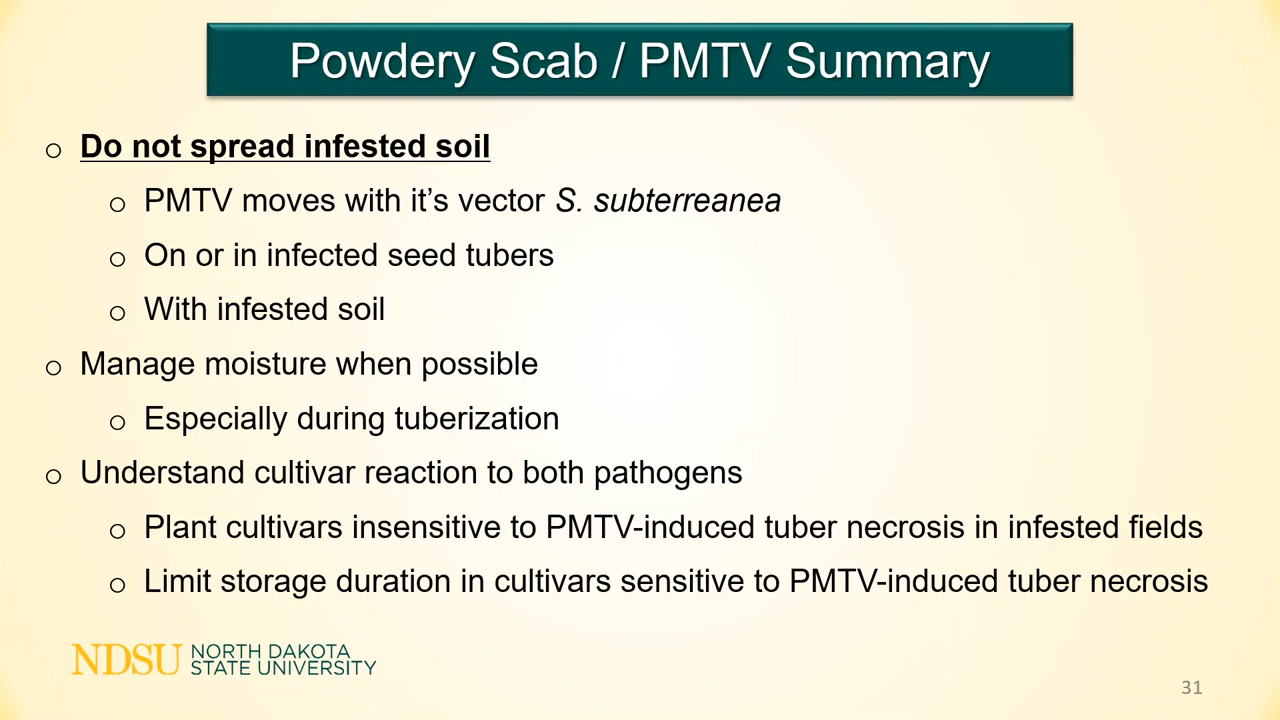 Powdery Scab / PMTV Summary
o Do not spread infested soil
o PMTV moves with it’s vector S. subterreanea
o On or in infected seed tubers
o With infested soil
o Manage moisture when possible
o Especially during tuberization
o Understand cultivar reaction to both pathogens
o Plant cultivars insensitive to PMTV-induced tuber necrosis in infested fields
o Limit storage duration in cultivars sensitive to PMTV-induced tuber necrosis
NDSU NORTH DAKOTA
STATE UNIVERSITY
31